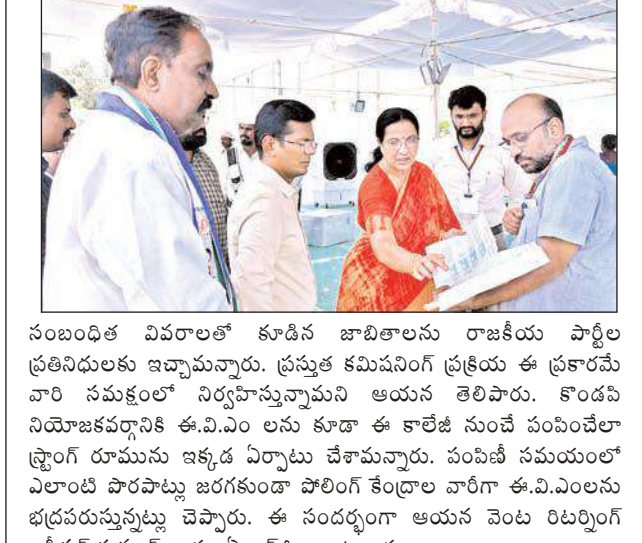 సంబంధిత వివరాలతో కూడిన జాబితాలను రాజకీయ పార్టీల
ప్రతినిధులకు ఇచ్చామన్నారు. ప్రస్తుత కమిషనింగ్ ప్రక్రియ ఈ ప్రకారమే
వారి సమక్షంలో నిర్వహిస్తున్నామని ఆయన తెలిపారు. కొండపి
నియోజకవర్గానికి ఈ.వి.ఎం లను కూడా ఈ కాలేజీ నుంచే పంపించేలా
స్ట్రాంగ్ రూమును ఇక్కడ ఏర్పాటు చేశామన్నారు. పంపిణీ సమయంలో
ఎలాంటి పొరపాట్లు జరగకుండా పోలింగ్ కేంద్రాల వారీగా ఈ.వి.ఎంలను
భద్రపరుస్తున్నట్లు చెప్పారు. ఈ సందర్భంగా ఆయన వెంట రిటర్నింగ్